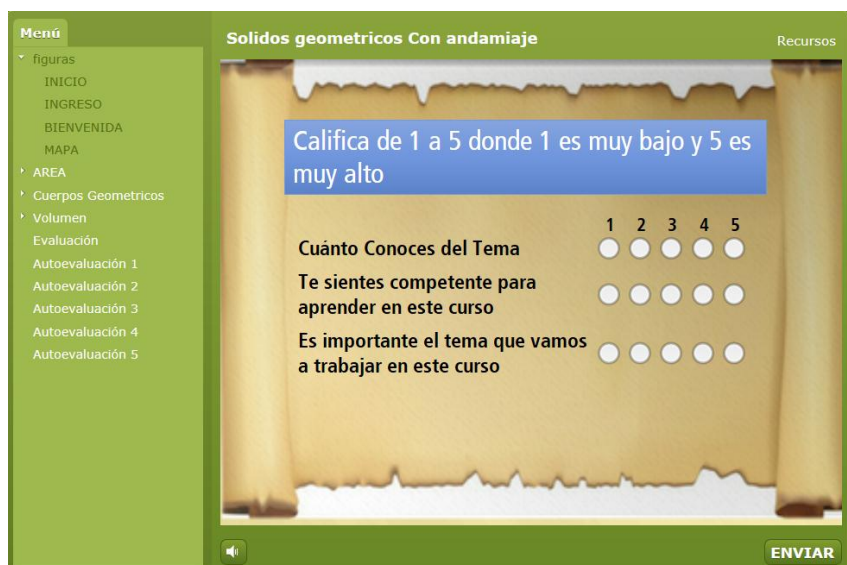 Menú
figuras
INICIO
INGRESO
BIENVENIDA
MAPA
AREA
Cuerpos Geometricos
Volumen
Evaluación
Autoevaluación 1
Autoevaluación 2
Autoevaluación 3
Autoevaluación 4
Autoevaluación 5
Solidos geometricos Con andamiaje
Recursos
Califica de 1 a 5 donde 1 es muy bajo y 5 es
muy alto
1 2 3 4 5
Cuánto Conoces del Tema
Te sientes competente para
aprender en este curso
Es importante el tema que vamos
a trabajar en este curso
ENVIAR